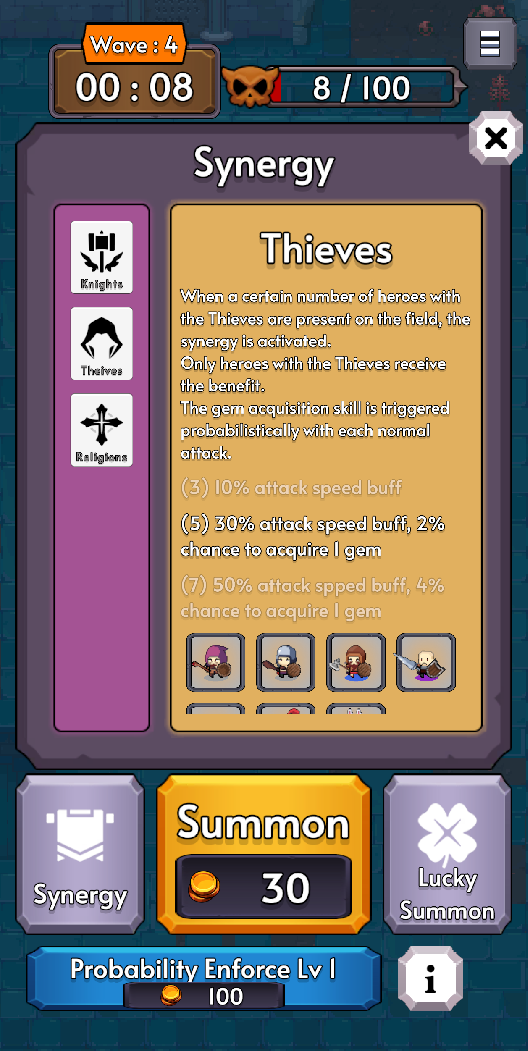 Wave : 4
00 : 08
8 / 100
Synergy
Knights
Theives
Religions
Thieves
When a certain number of heroes with
the Thieves are present on the field, the
synergy is activated.
Only heroes with the Thieves receive
the benefit.
The gem acquisition skill is triggered
probabilistically with each normal
attack.
(3) 10% attack speed buff
(5) 30% attack speed buff, 2%
chance to acquire 1 gem
(7) 50% attack spped buff, 4%
chance to acquire 1 gem
Synergy
Summon
30
Lucky
Summon
Probability Enforce Lv 1
100
i